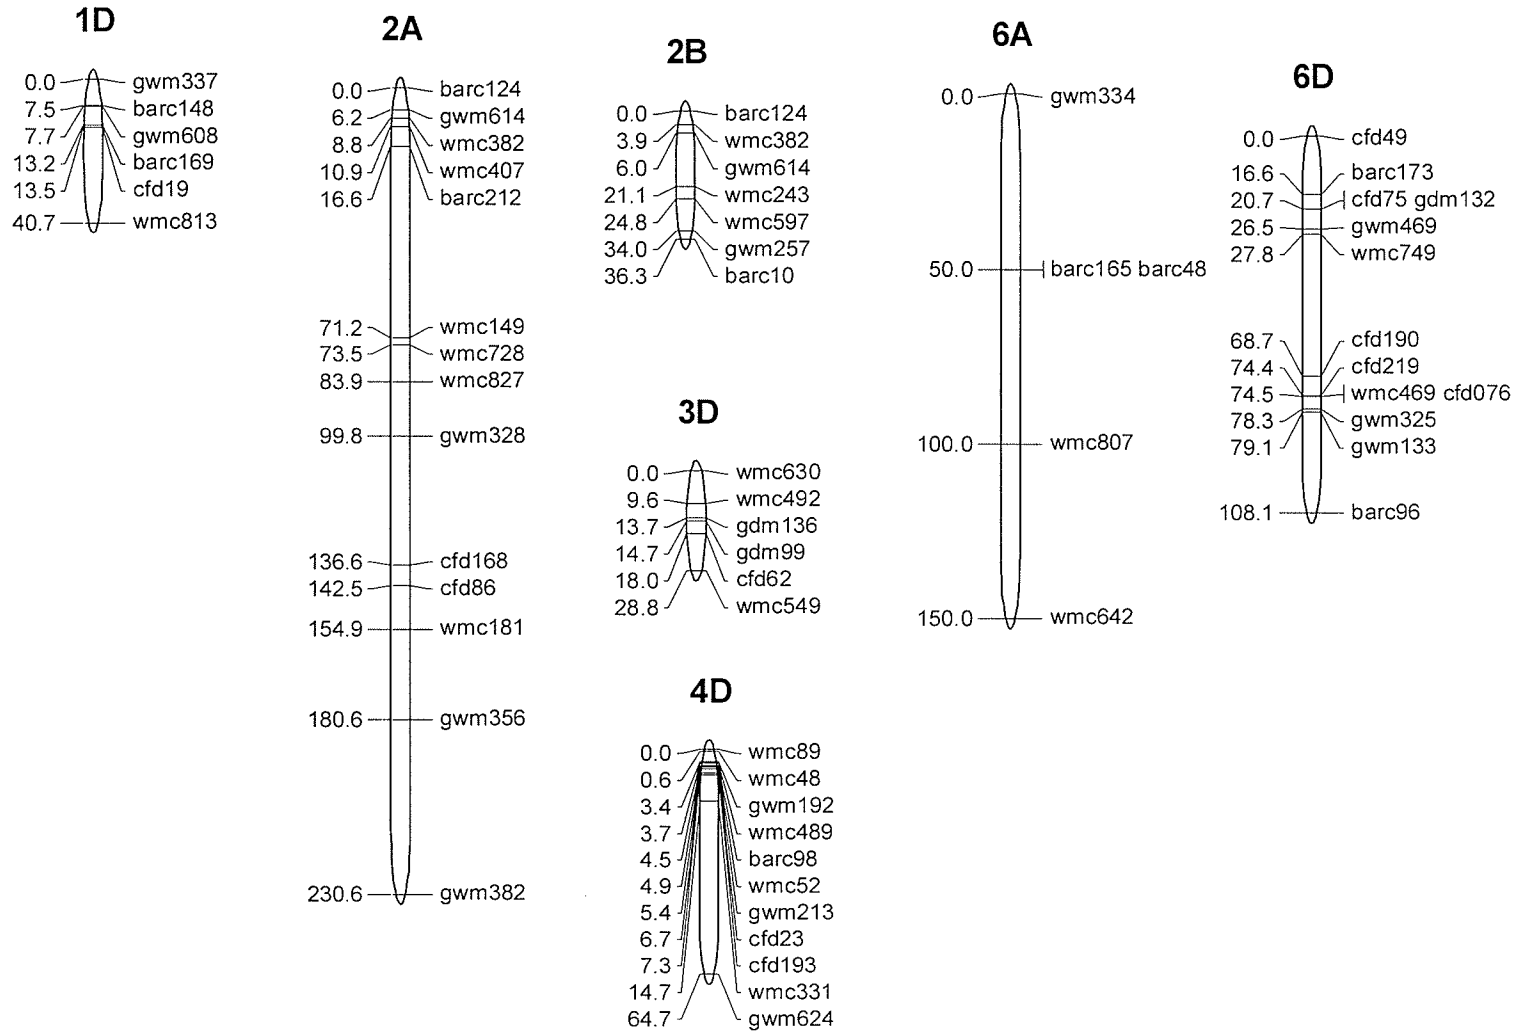 1D
0.0 gwm337
7.5 barc148
7.7 gwm608
13.2 barc169
13.5 cfd19
40.7 wmc813
2A
0.0 barc124
6.2 gwm614
8.8 wmc382
10.9 wmc407
16.6 barc212
71.2 wmc149
73.5 wmc728
83.9 wmc827
99.8 gwm328
136.6 cfd168
142.5 cfd86
154.9 wmc181
180.6 gwm356
230.6 gwm382
2B
0.0 barc124
3.9 wmc382
6.0 gwm614
21.1 wmc243
24.8 wmc597
34.0 gwm257
36.3 barc10
3D
0.0 wmc630
9.6 wmc492
13.7 gdm136
14.7 gdm99
18.0 cfd62
28.8 wmc549
4D
0.0 wmc89
0.6 wmc48
3.4 gwm192
3.7 wmc489
4.5 barc98
4.9 wmc52
5.4 gwm213
6.7 cfd23
7.3 cfd193
14.7 wmc331
64.7 gwm624
6A
0.0 gwm334
50.0 barc165 barc48
100.0 wmc807
150.0 wmc642
6D
0.0 cfd49
16.6 barc173
20.7 cfd75 gdm132
26.5 gwm469
27.8 wmc749
68.7 cfd190
74.4 cfd219
74.5 wmc469 cfd076
78.3 gwm325
79.1 gwm133
108.1 barc96